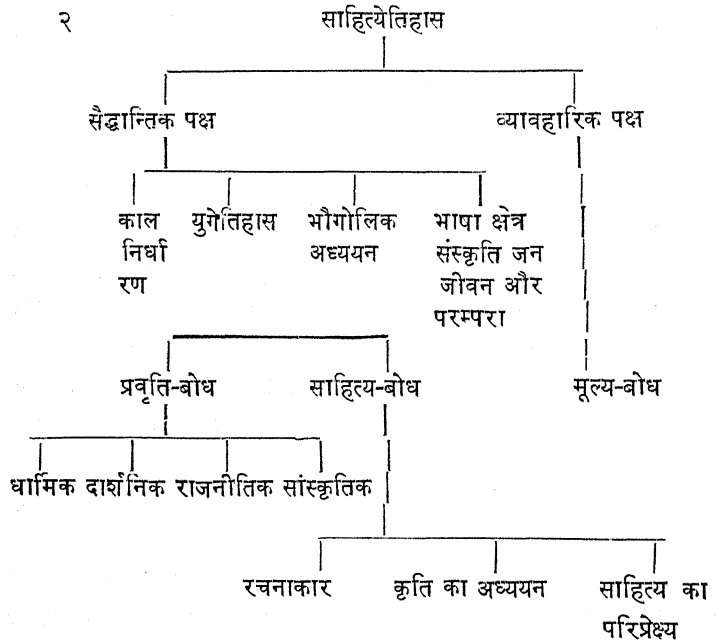 २ साहित्येतिहास
सैद्धान्तिक पक्ष व्यावहारिक पक्ष
काल युगेतिहास भौगोलिक भाषा क्षेत्र
निर्धा अध्ययन संस्कृति जन
रण जोवन और
परम्परा
प्रवृति-बोध साहित्य-बोध मूल्य-बोध
धार्मिक दार्शनिक राजनीतिक सांस्कृतिक
रचनाकार कृति का अध्ययन साहित्य का
परिप्रेक्ष्य